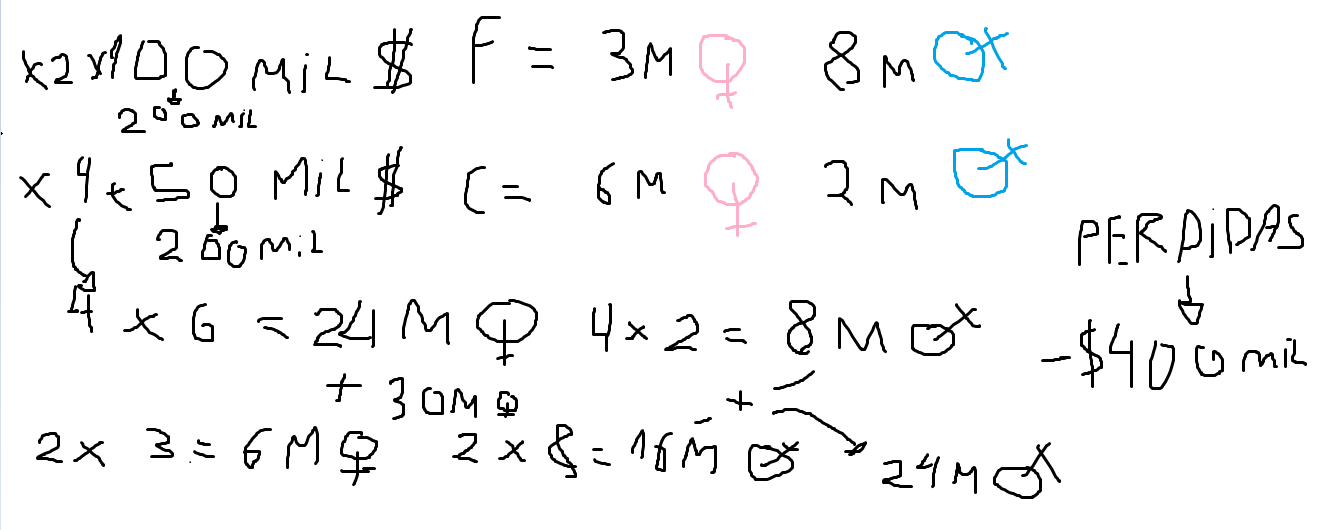 x2 x100 MIL $ F = 3M ♀ 8M ♂
200 MIL
x 4 x 50 MIL $ C = 6M ♀ 2M ♂
200 MIL
PERDIDAS
4 x 6 = 24M ♀ 4 x 2 = 8M ♂
-$400 MIL
+ 30M ♀ +
2 x 3 = 6M ♀ 2 x 8 = 16M ♂ 24M ♂